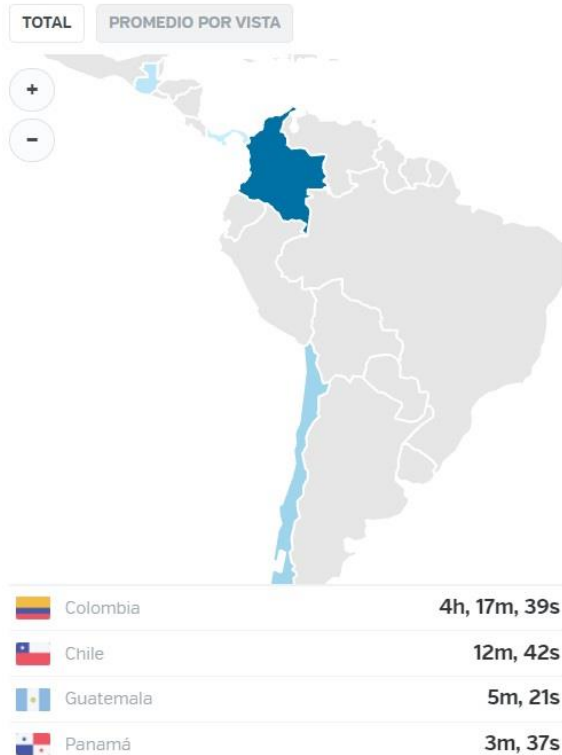 TOTAL PROMEDIO POR VISTA
+
-
Colombia 4h, 17m, 39s
Chile 12m, 42s
Guatemala 5m, 21s
Panamá 3m, 37s